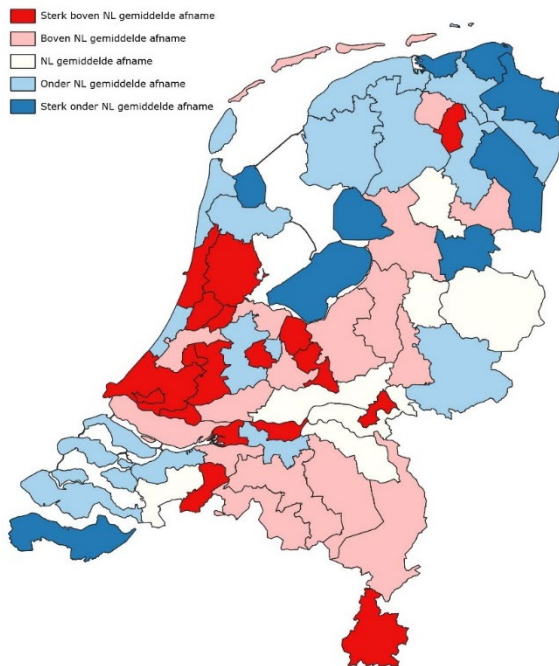 Sterk boven NL gemiddelde afname
Boven NL gemiddelde afname
NL gemiddelde afname
Onder NL gemiddelde afname
Sterk onder NL gemiddelde afname